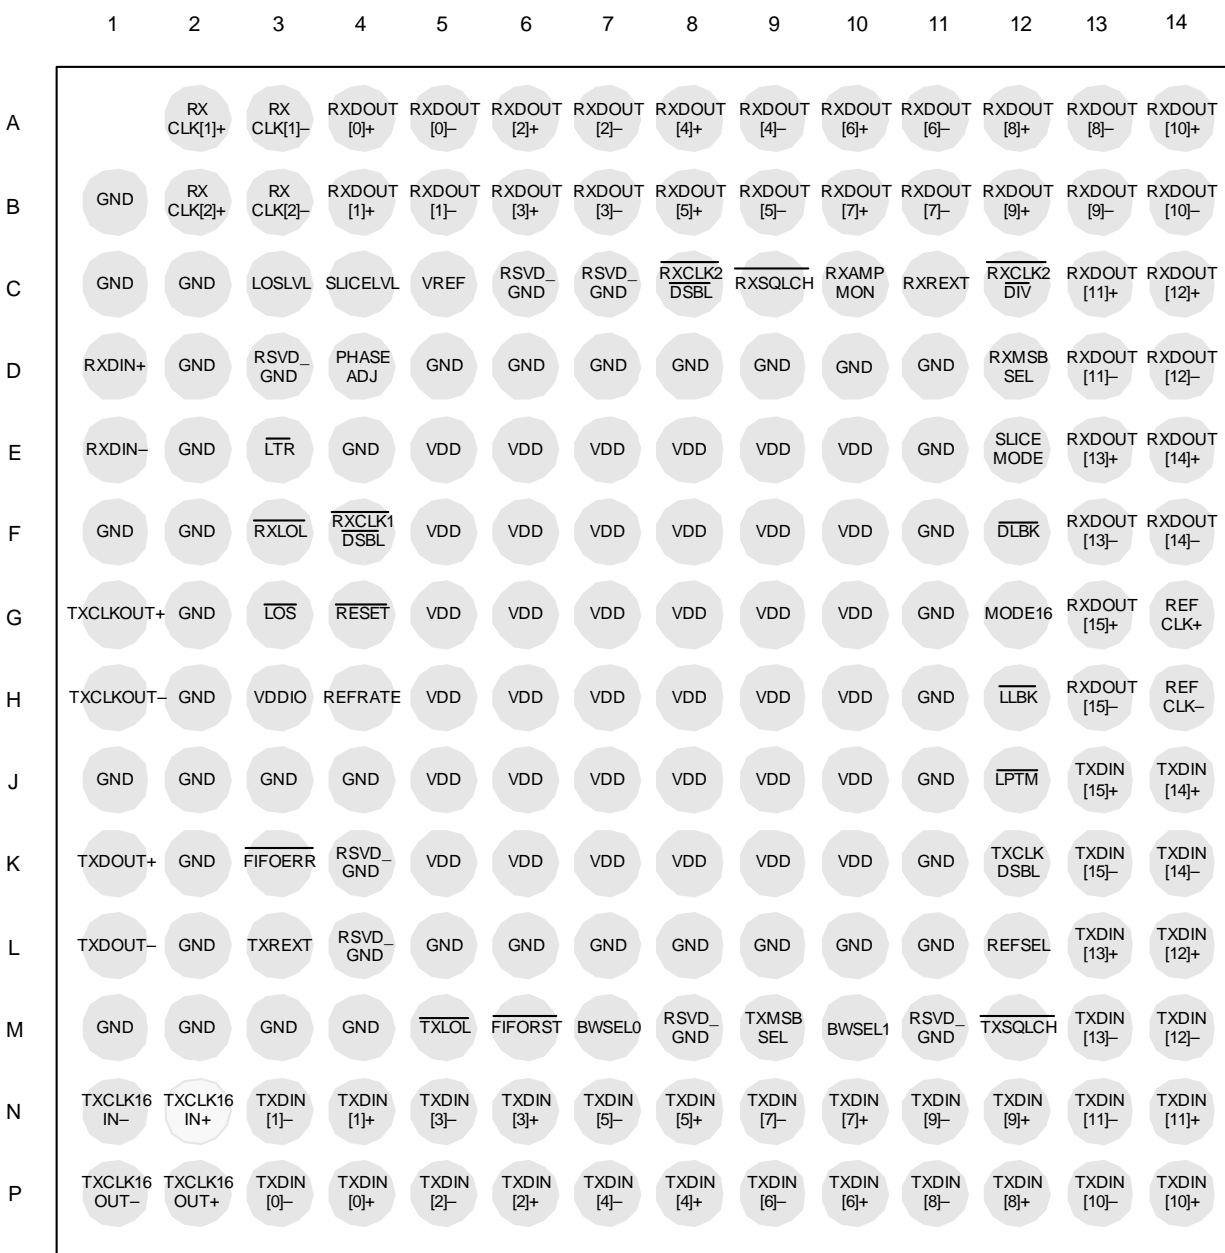 1 2 3 4 5 6 7 8 9 10 11 12 13 14
A RX RX RXDOUT RXDOUT RXDOUT RXDOUT RXDOUT RXDOUT RXDOUT RXDOUT RXDOUT RXDOUT RXDOUT
CLK[1]+ CLK[1]– [0]+ [0]– [2]+ [2]– [4]+ [4]– [6]+ [6]– [8]+ [8]– [10]+
B GND RX RX RXDOUT RXDOUT RXDOUT RXDOUT RXDOUT RXDOUT RXDOUT RXDOUT RXDOUT RXDOUT RXDOUT
CLK[2]+ CLK[2]– [1]+ [1]– [3]+ [3]– [5]+ [5]– [7]+ [7]– [9]+ [9]– [10]–
C GND GND LOSLVL SLICELVL VREF RSVD_ RSVD_ RXCLK2 RXSQLCH RXAMP RXREXT RXCLK2 RXDOUT RXDOUT
GND GND DSBL MON DIV [11]+ [12]+
D RXDIN+ GND RSVD_ PHASE GND GND GND GND GND GND GND RXMSB RXDOUT RXDOUT
GND ADJ SEL [11]– [12]–
E RXDIN– GND LTR GND VDD VDD VDD VDD VDD VDD GND SLICE RXDOUT RXDOUT
MODE [13]+ [14]+
F GND GND RXLOL RXCLK1 VDD VDD VDD VDD VDD VDD GND DLBK RXDOUT RXDOUT
DSBL [13]– [14]–
G TXCLKOUT+ GND LOS RESET VDD VDD VDD VDD VDD VDD GND MODE16 RXDOUT REF
[15]+ CLK+
H TXCLKOUT– GND VDDIO REFRATE VDD VDD VDD VDD VDD VDD GND LLBK RXDOUT REF
[15]– CLK–
J GND GND GND GND VDD VDD VDD VDD VDD VDD GND LPTM TXDIN TXDIN
[15]+ [14]+
K TXDOUT+ GND FIFOERR RSVD_ VDD VDD VDD VDD VDD VDD GND TXCLK TXDIN TXDIN
GND DSBL [15]– [14]–
L TXDOUT– GND TXREXT RSVD_ GND GND GND GND GND GND GND REFSEL TXDIN TXDIN
GND [13]+ [12]+
M GND GND GND GND TXLOL FIFORST BWSEL0 RSVD_ TXMSB BWSEL1 RSVD_ TXSQLCH TXDIN TXDIN
GND SEL GND [13]– [12]–
N TXCLK16 TXCLK16 TXDIN TXDIN TXDIN TXDIN TXDIN TXDIN TXDIN TXDIN TXDIN TXDIN TXDIN TXDIN
IN– IN+ [1]– [1]+ [3]– [3]+ [5]– [5]+ [7]– [7]+ [9]– [9]+ [11]– [11]+
P TXCLK16 TXCLK16 TXDIN TXDIN TXDIN TXDIN TXDIN TXDIN TXDIN TXDIN TXDIN TXDIN TXDIN TXDIN
OUT– OUT+ [0]– [0]+ [2]– [2]+ [4]– [4]+ [6]– [6]+ [8]– [8]+ [10]– [10]+